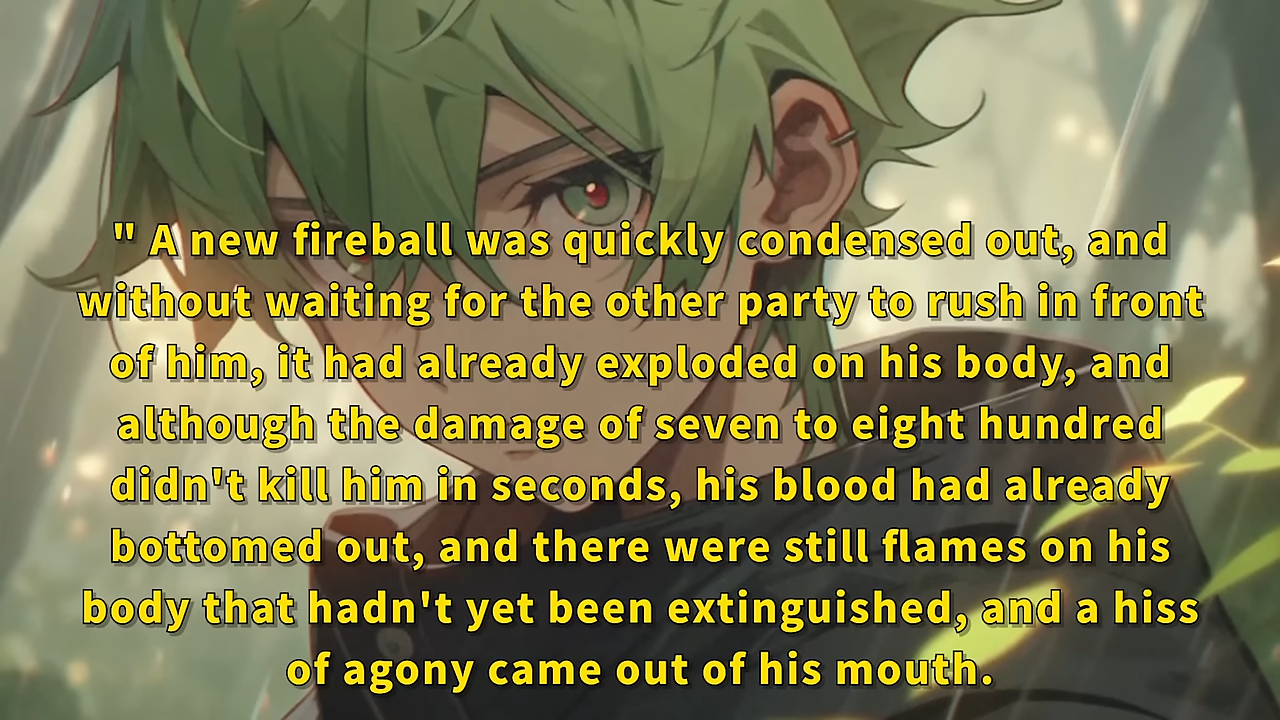 " A new fireball was quickly condensed out, and
without waiting for the other party to rush in front
of him, it had already exploded on his body, and
although the damage of seven to eight hundred
didn't kill him in seconds, his blood had already
bottomed out, and there were still flames on his
body that hadn't yet been extinguished, and a hiss
of agony came out of his mouth.